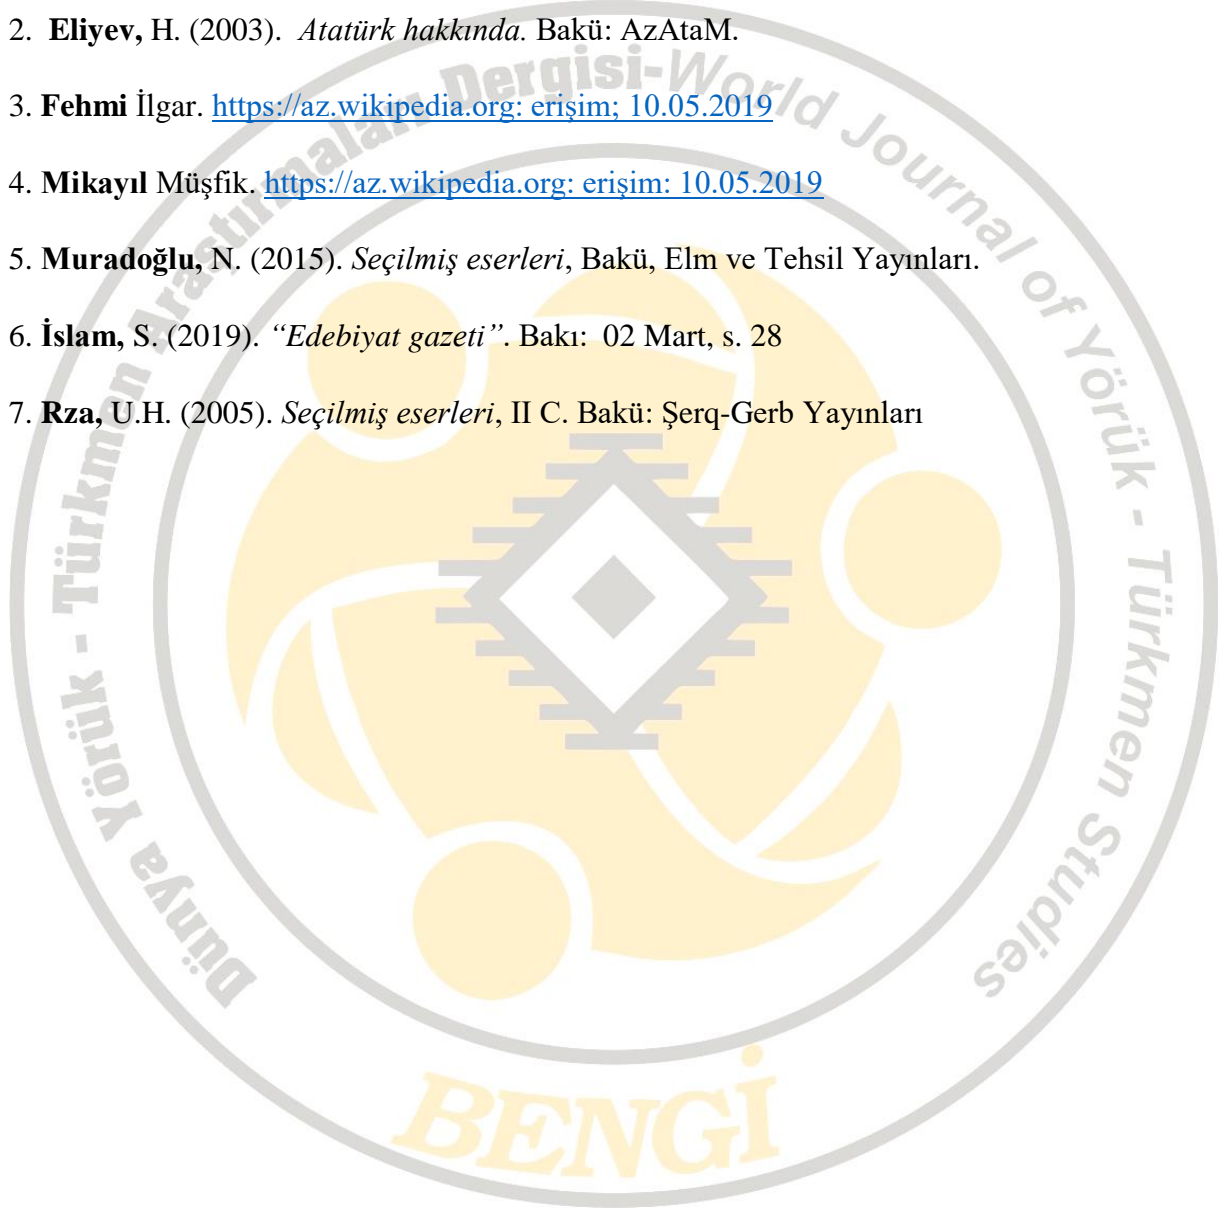 2. Eliyev, H. (2003). Atatürk hakkında. Bakü: AzAtaM.
3. Fehmi İlgar. https://az.wikipedia.org: erişim; 10.05.2019
4. Mikayıl Müşfik. https://az.wikipedia.org: erişim: 10.05.2019
5. Muradoğlu, N. (2015). Seçilmiş eserleri, Bakü, Elm ve Tehsil Yayınları.
6. İslam, S. (2019). “Edebiyat gazeti”. Bakı: 02 Mart, s. 28
7. Rza, U.H. (2005). Seçilmiş eserleri, II C. Bakü: Şerq-Gerb Yayınları
Dünya Yörük - Türkmen Araştırmaları Dergisi-World Journal of Yörük - Türkmen Studies
BENGİ